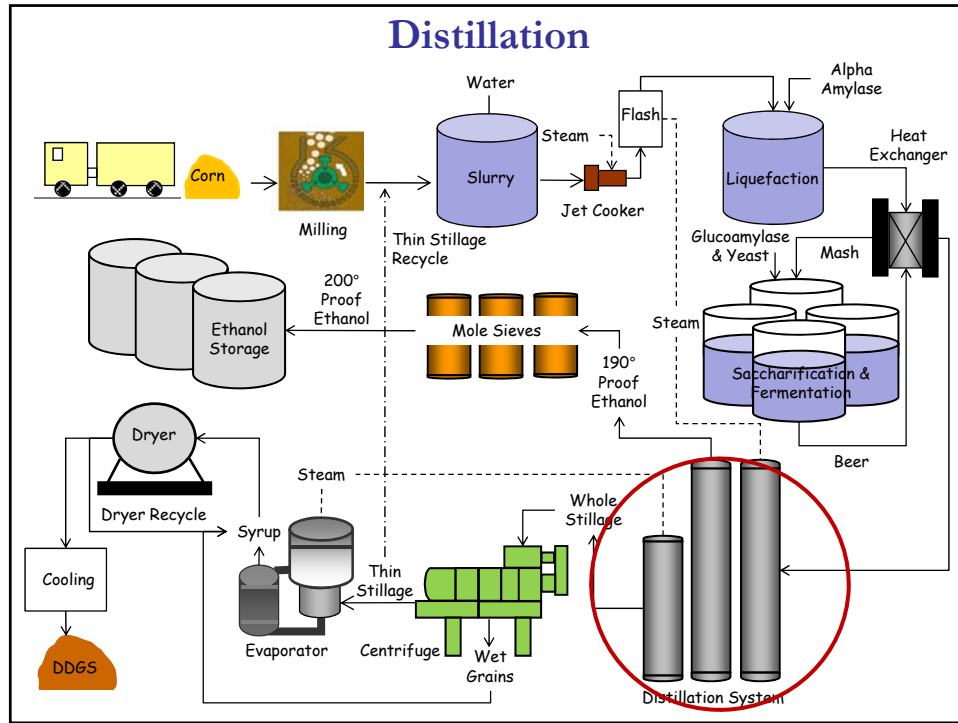 Distillation
Water
Alpha
Amylase
Flash
Steam
Heat
Exchanger
Corn
Slurry
Liquefaction
Jet Cooker
Milling
Thin Stillage
Recycle
Glucoamylase
& Yeast
Mash
200°
Proof
Ethanol
Ethanol
Storage
Mole Sieves
Steam
190°
Proof
Ethanol
Saccharification &
Fermentation
Beer
Dryer
Dryer Recycle
Steam
Syrup
Whole
Stillage
Cooling
Thin
Stillage
Evaporator
Centrifuge
Wet
Grains
DDGS
Distillation System